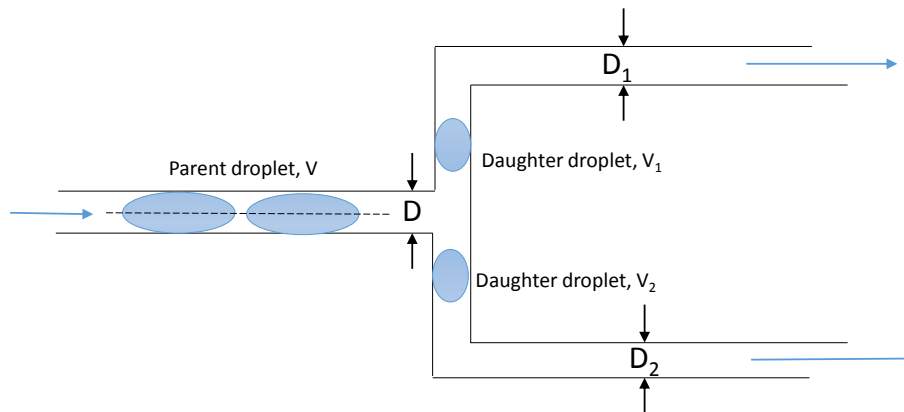 D₁
Parent droplet, V
Daughter droplet, V₁
D
Daughter droplet, V₂
D₂